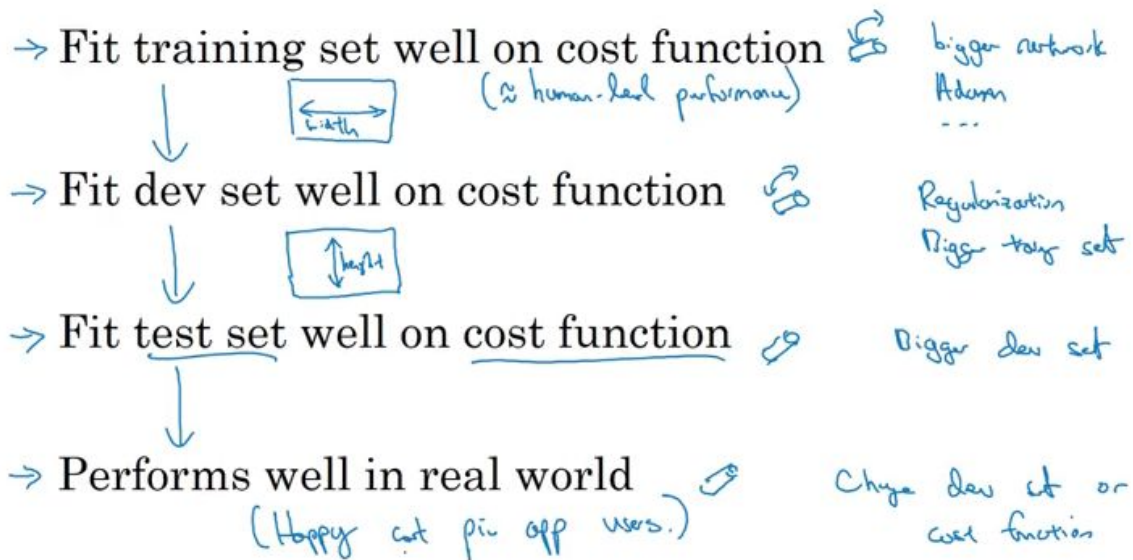 → Fit training set well on cost function
bigger network
(≈ human-level performance)
Adam
...
width
→ Fit dev set well on cost function
Regularization
Bigger training set
height
→ Fit test set well on cost function
Bigger dev set
→ Performs well in real world
Change dev set or
cost function
(Happy cat pic app users.)